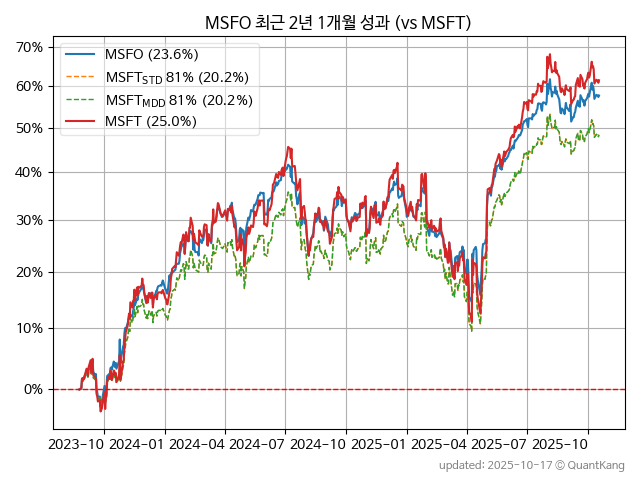 MSFO 최근 2년 1개월 성과 (vs MSFT)
MSFO (23.6%)
MSFT_STD 81% (20.2%)
MSFT_MDD 81% (20.2%)
MSFT (25.0%)
70%
60%
50%
40%
30%
20%
10%
0%
2023-10 2024-01 2024-04 2024-07 2024-10 2025-01 2025-04 2025-07 2025-10
updated: 2025-10-17 © QuantKang